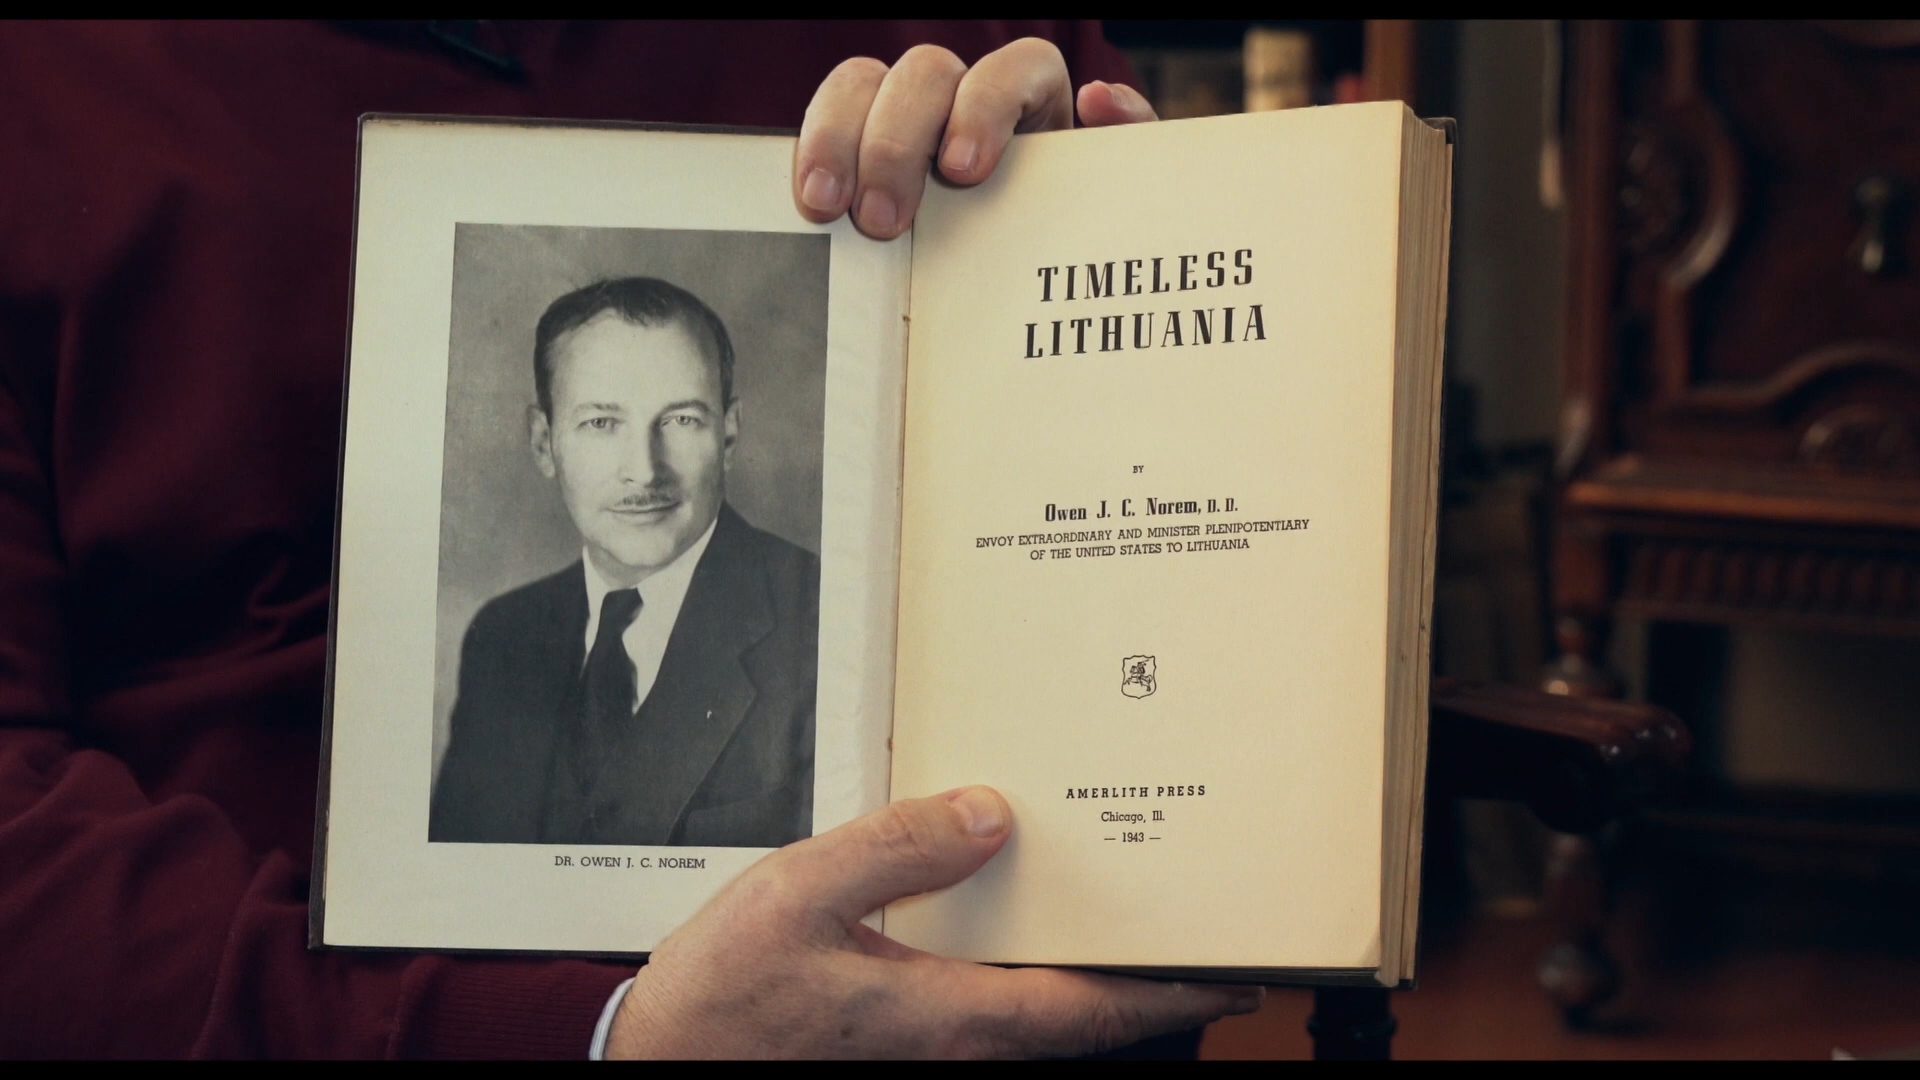 DR. OWEN J. C. NOREM
TIMELESS
LITHUANIA
BY
Owen J. C. Norem, D. D.
ENVOY EXTRAORDINARY AND MINISTER PLENIPOTENTIARY
OF THE UNITED STATES TO LITHUANIA
AMERLITH PRESS
Chicago, Ill.
— 1943 —